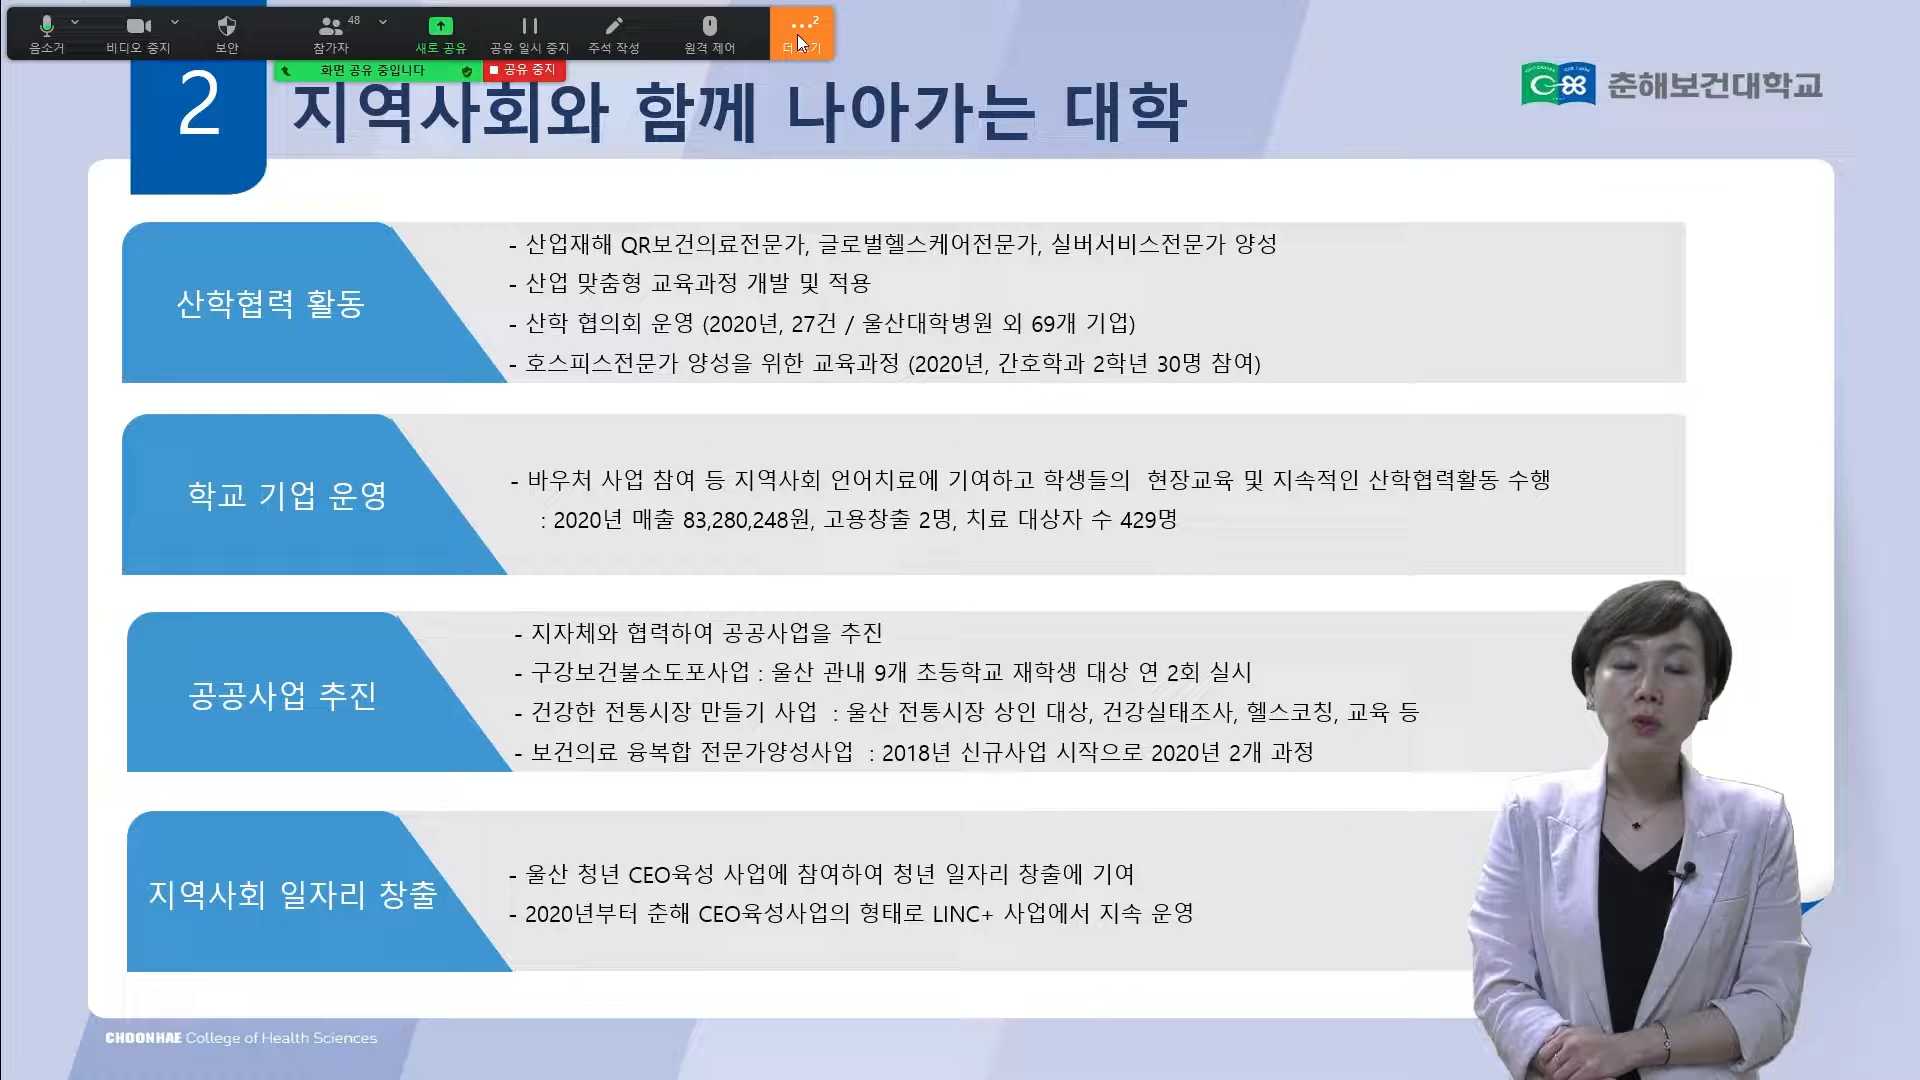 음소거
비디오 중지
보안
참가자
48
새로 공유
공유 일시 중지
주석 작성
원격 제어
2
화면 공유 중입니다
공유 중지
2
지역사회와 함께 나아가는 대학
춘해보건대학교
산학협력 활동
- 산업재해 QR보건의료전문가, 글로벌헬스케어전문가, 실버서비스전문가 양성
- 산업 맞춤형 교육과정 개발 및 적용
- 산학 협의회 운영 (2020년, 27건 / 울산대학병원 외 69개 기업)
- 호스피스전문가 양성을 위한 교육과정 (2020년, 간호학과 2학년 30명 참여)
학교 기업 운영
- 바우처 사업 참여 등 지역사회 언어치료에 기여하고 학생들의 현장교육 및 지속적인 산학협력활동 수행
: 2020년 매출 83,280,248원, 고용창출 2명, 치료 대상자 수 429명
공공사업 추진
- 지자체와 협력하여 공공사업을 추진
- 구강보건불소도포사업 : 울산 관내 9개 초등학교 재학생 대상 연 2회 실시
- 건강한 전통시장 만들기 사업 : 울산 전통시장 상인 대상, 건강실태조사, 헬스코칭, 교육 등
- 보건의료 융복합 전문가양성사업 : 2018년 신규사업 시작으로 2020년 2개 과정
지역사회 일자리 창출
- 울산 청년 CEO육성 사업에 참여하여 청년 일자리 창출에 기여
- 2020년부터 춘해 CEO육성사업의 형태로 LINC+ 사업에서 지속 운영
CHOONHAE College of Health Sciences